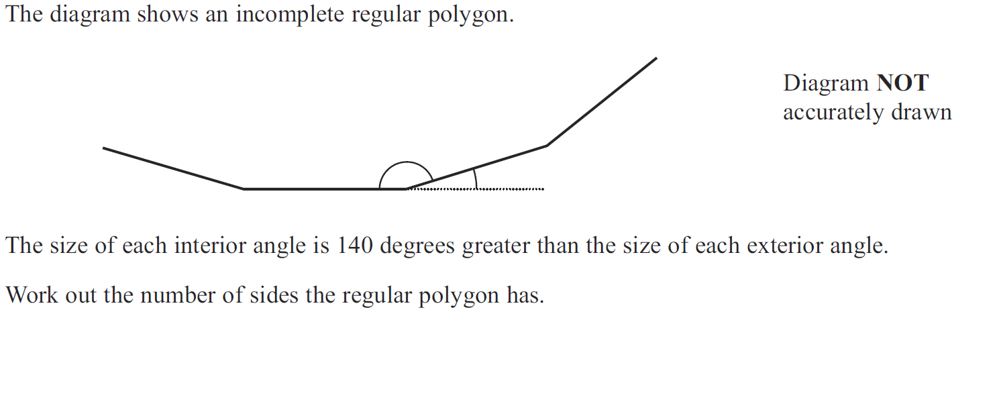 The diagram shows an incomplete regular polygon.
Diagram NOT
accurately drawn
The size of each interior angle is 140 degrees greater than the size of each exterior angle.
Work out the number of sides the regular polygon has.